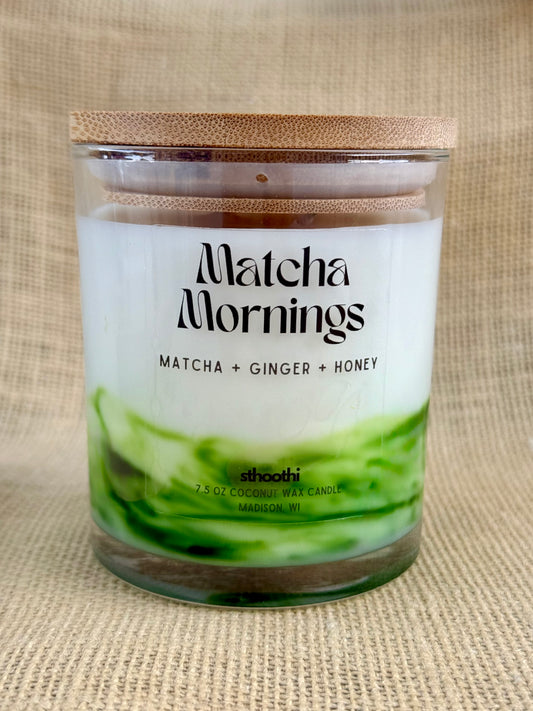 Matcha
Mornings
MATCHA + GINGER + HONEY
sthoothi
7.5 OZ COCONUT WAX CANDLE
MADISON, WI